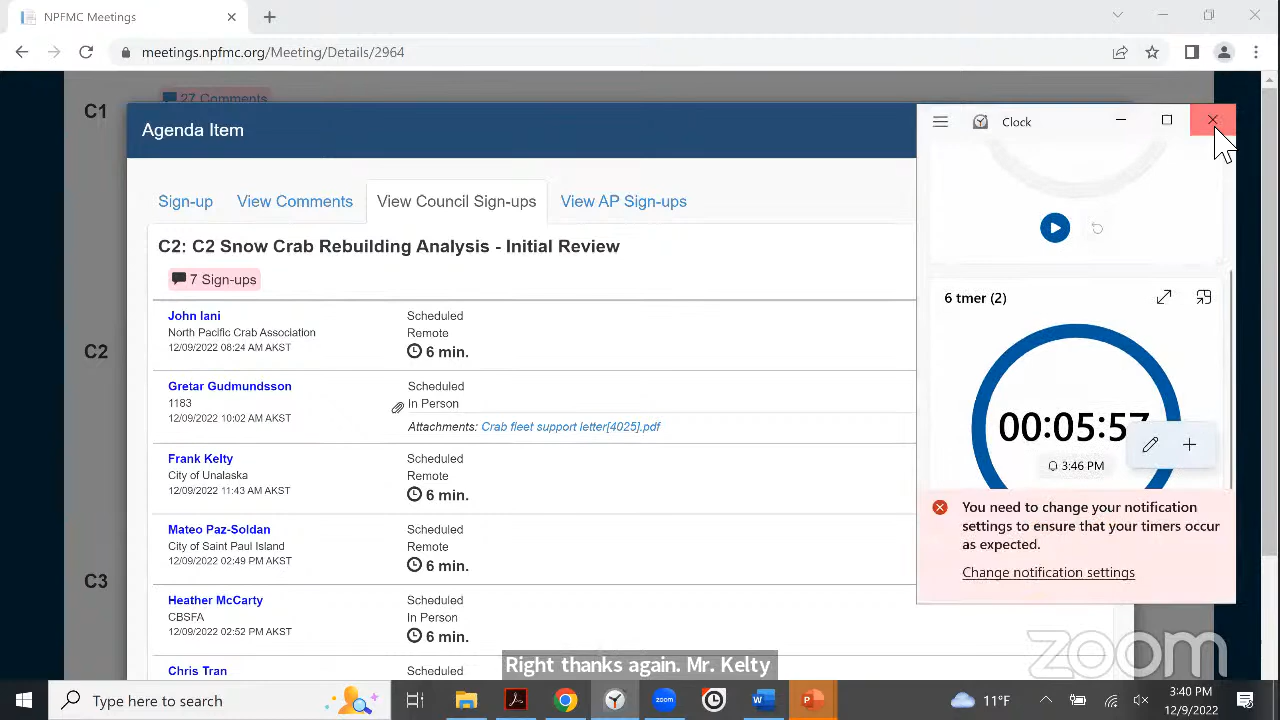 NPFMC Meetings
meetings.npfmc.org/Meeting/Details/2964
C1
27 Comments
Agenda Item
Clock
Sign-up View Comments View Council Sign-ups View AP Sign-ups
C2: C2 Snow Crab Rebuilding Analysis - Initial Review
7 Sign-ups
6 tmer (2)
John Iani Scheduled
North Pacific Crab Association Remote
12/09/2022 08:24 AM AKST 6 min.
C2
Gretar Gudmundsson Scheduled
1183 In Person
12/09/2022 10:02 AM AKST Attachments: Crab fleet support letter[4025].pdf
00:05:57
3:46 PM
Frank Kelty Scheduled
City of Unalaska Remote
12/09/2022 11:43 AM AKST 6 min.
You need to change your notification
settings to ensure that your timers occur
as expected.
Change notification settings
Mateo Paz-Soldan Scheduled
City of Saint Paul Island Remote
12/09/2022 02:49 PM AKST 6 min.
C3
Heather McCarty Scheduled
CBSFA In Person
12/09/2022 02:52 PM AKST 6 min.
Chris Tran Scheduled
Right thanks again. Mr. Kelty
zoom
Type here to search
zoom
11°F
3:40 PM
12/9/2022